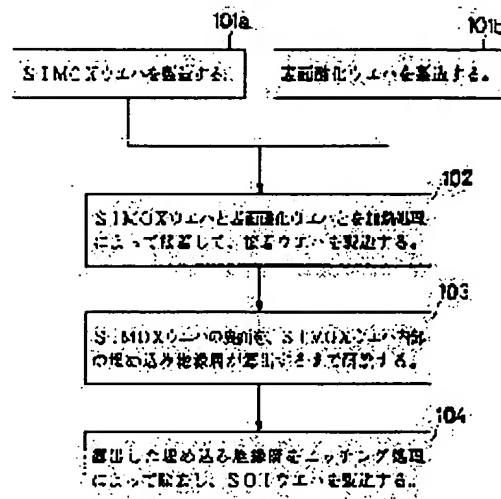 101a
101b
SIMOXウエハを製造する。
表面酸化ウエハを製造する。
102
SIMOXウエハと表面酸化ウエハとを加熱処理
によって接着して、接着ウエハを製造する。
103
SIMOXウエハの裏面を、SIMOXウエハ内部
の埋め込み絶縁層が露出するまで研磨する。
104
露出した埋め込み絶縁層をエッチング処理
によって除去し、SOIウエハを製造する。